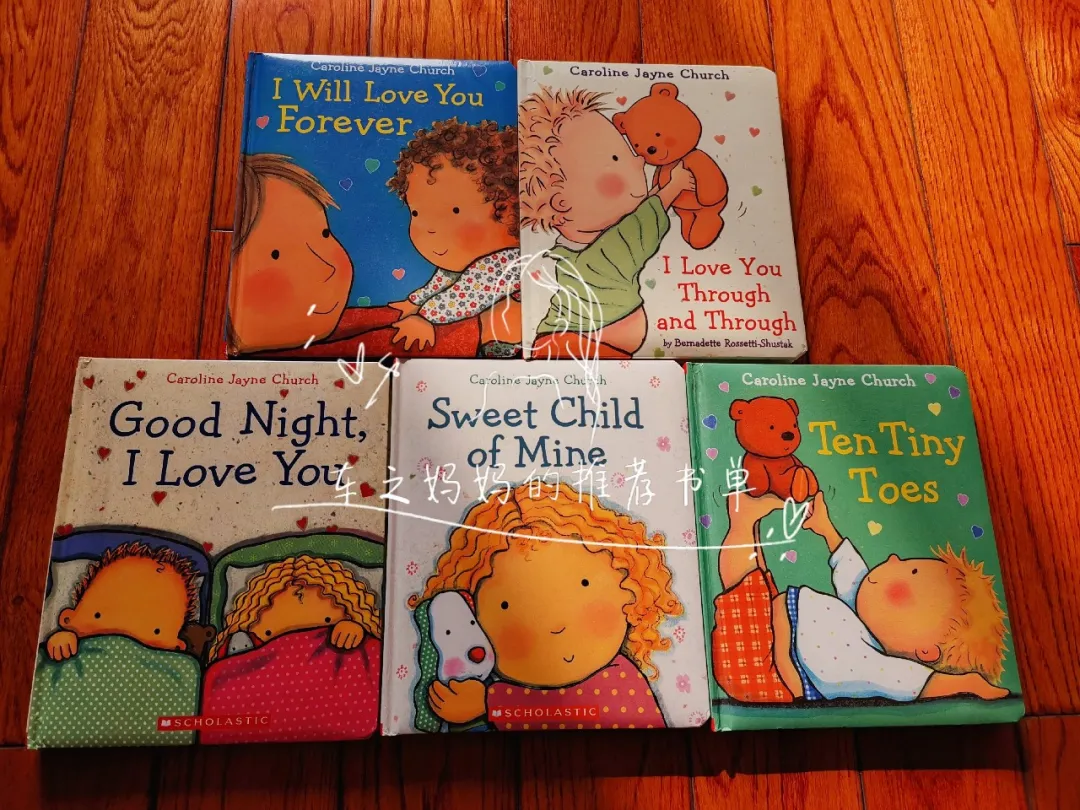 Caroline Jayne Church
I Will Love You
Forever
Caroline Jayne Church
I Love You
Through
and Through
by Bernadette Rossetti-Shustak
Caroline Jayne Church
Good Night,
I Love You
SCHOLASTIC
Caroline Jayne Church
Sweet Child
of Mine
SCHOLASTIC
Caroline Jayne Church
Ten Tiny
Toes
车之妈妈的推荐书单